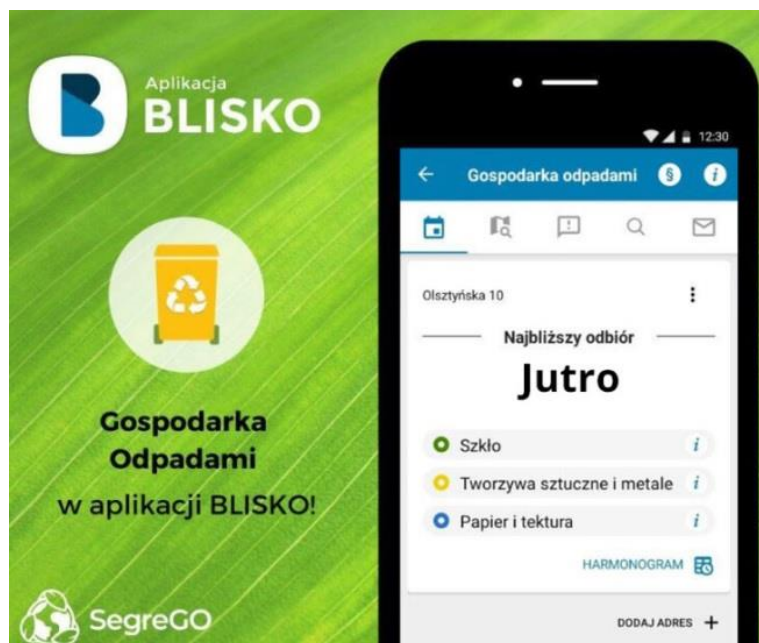 Aplikacja
BLISKO
Gospodarka
Odpadami
w aplikacji BLISKO!
SegreGO
12:30
Gospodarka odpadami § i
Olsztyńska 10
Najbliższy odbiór
Jutro
Szkło i
Tworzywa sztuczne i metale i
Papier i tektura i
HARMONOGRAM
DODAJ ADRES +